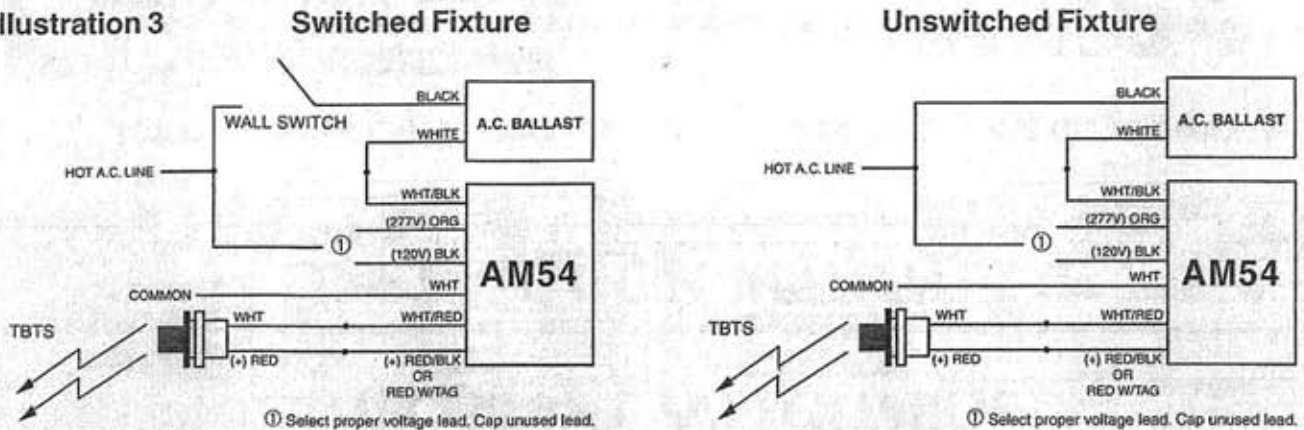 llustration 3
Switched Fixture
WALL SWITCH
BLACK
A.C. BALLAST
WHITE
HOT A.C. LINE
WHT/BLK
(277V) ORG
①
(120V) BLK
AM54
WHT
COMMON
TBTS
WHT
WHT/RED
(+) RED
(+) RED/BLK
OR
RED W/TAG
① Select proper voltage lead. Cap unused lead.
Unswitched Fixture
BLACK
A.C. BALLAST
WHITE
HOT A.C. LINE
WHT/BLK
(277V) ORG
①
(120V) BLK
AM54
WHT
COMMON
TBTS
WHT
WHT/RED
(+) RED
(+) RED/BLK
OR
RED W/TAG
① Select proper voltage lead. Cap unused lead.